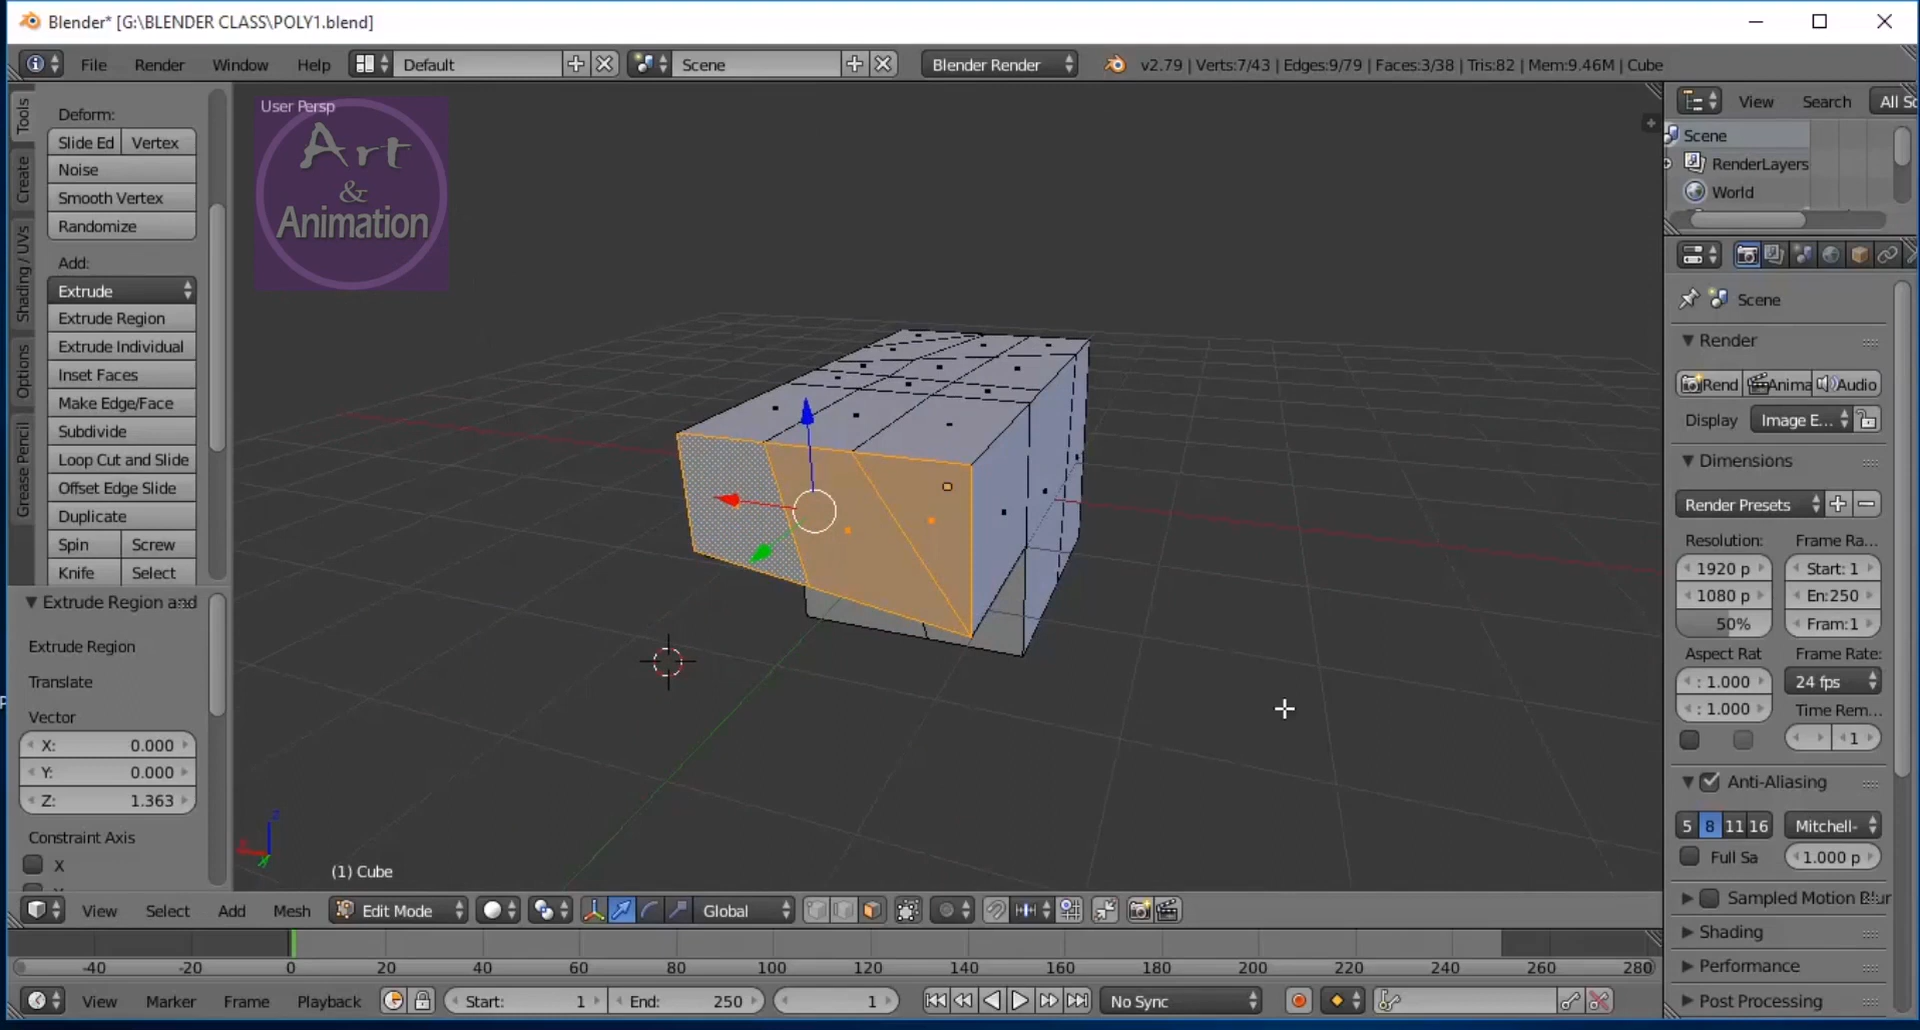 Blender* [G:\BLENDER CLASS\POLY1.blend]
File Render Window Help Default Scene Blender Render v2.79 | Verts:7/43 | Edges:9/79 | Faces:3/38 | Tris:82 | Mem:9.46M | Cube
Tools
Create
Shading / UVs
Options
Grease Pencil
Deform:
Slide Ed Vertex
Noise
Smooth Vertex
Randomize
Add:
Extrude
Extrude Region
Extrude Individual
Inset Faces
Make Edge/Face
Subdivide
Loop Cut and Slide
Offset Edge Slide
Duplicate
Spin Screw
Knife Select
Extrude Region and
Extrude Region
Translate
Vector
X: 0.000
Y: 0.000
Z: 1.363
Constraint Axis
X
User Persp
Art
&
Animation
(1) Cube
View Search All Sc
Scene
RenderLayers
World
Scene
Render
Rend Anima Audio
Display Image E...
Dimensions
Render Presets
Resolution: Frame Ra...
1920 p Start: 1
1080 p En:250
50% Fram:1
Aspect Rat Frame Rate:
: 1.000 24 fps
: 1.000 Time Rem...
1
Anti-Aliasing
5 8 11 16 Mitchell-
Full Sa 1.000 p
Sampled Motion Blur
Shading
Performance
Post Processing
View Select Add Mesh Edit Mode Global
-40 -20 0 20 40 60 80 100 120 140 160 180 200 220 240 260 280
View Marker Frame Playback Start: 1 End: 250 1 No Sync